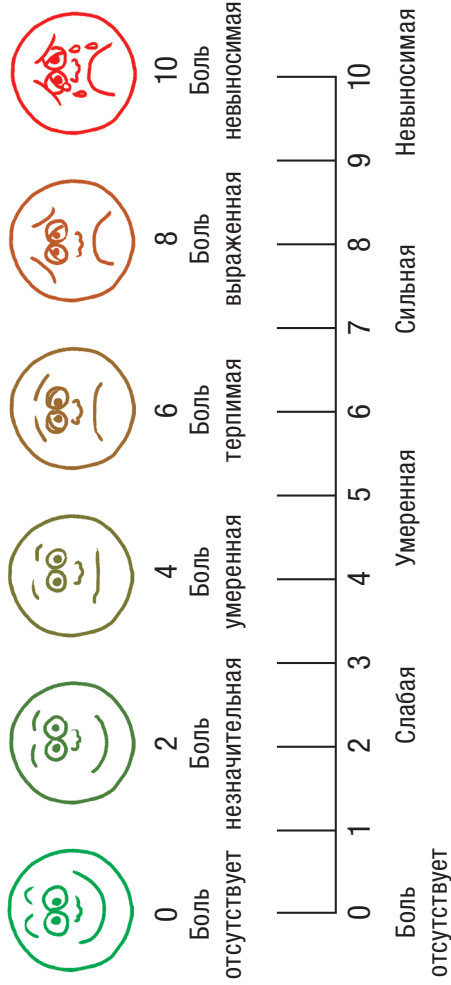 0
Боль
отсутствует
2
Боль
незначительная
4
Боль
умеренная
6
Боль
терпимая
8
Боль
выраженная
10
Боль
невыносимая
0 1 2 3 4 5 6 7 8 9 10
Боль
отсутствует
Слабая
Умеренная
Сильная
Невыносимая